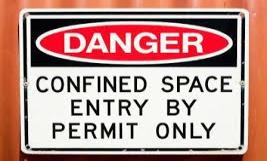 DANGER
CONFINED SPACE
ENTRY BY
PERMIT ONLY